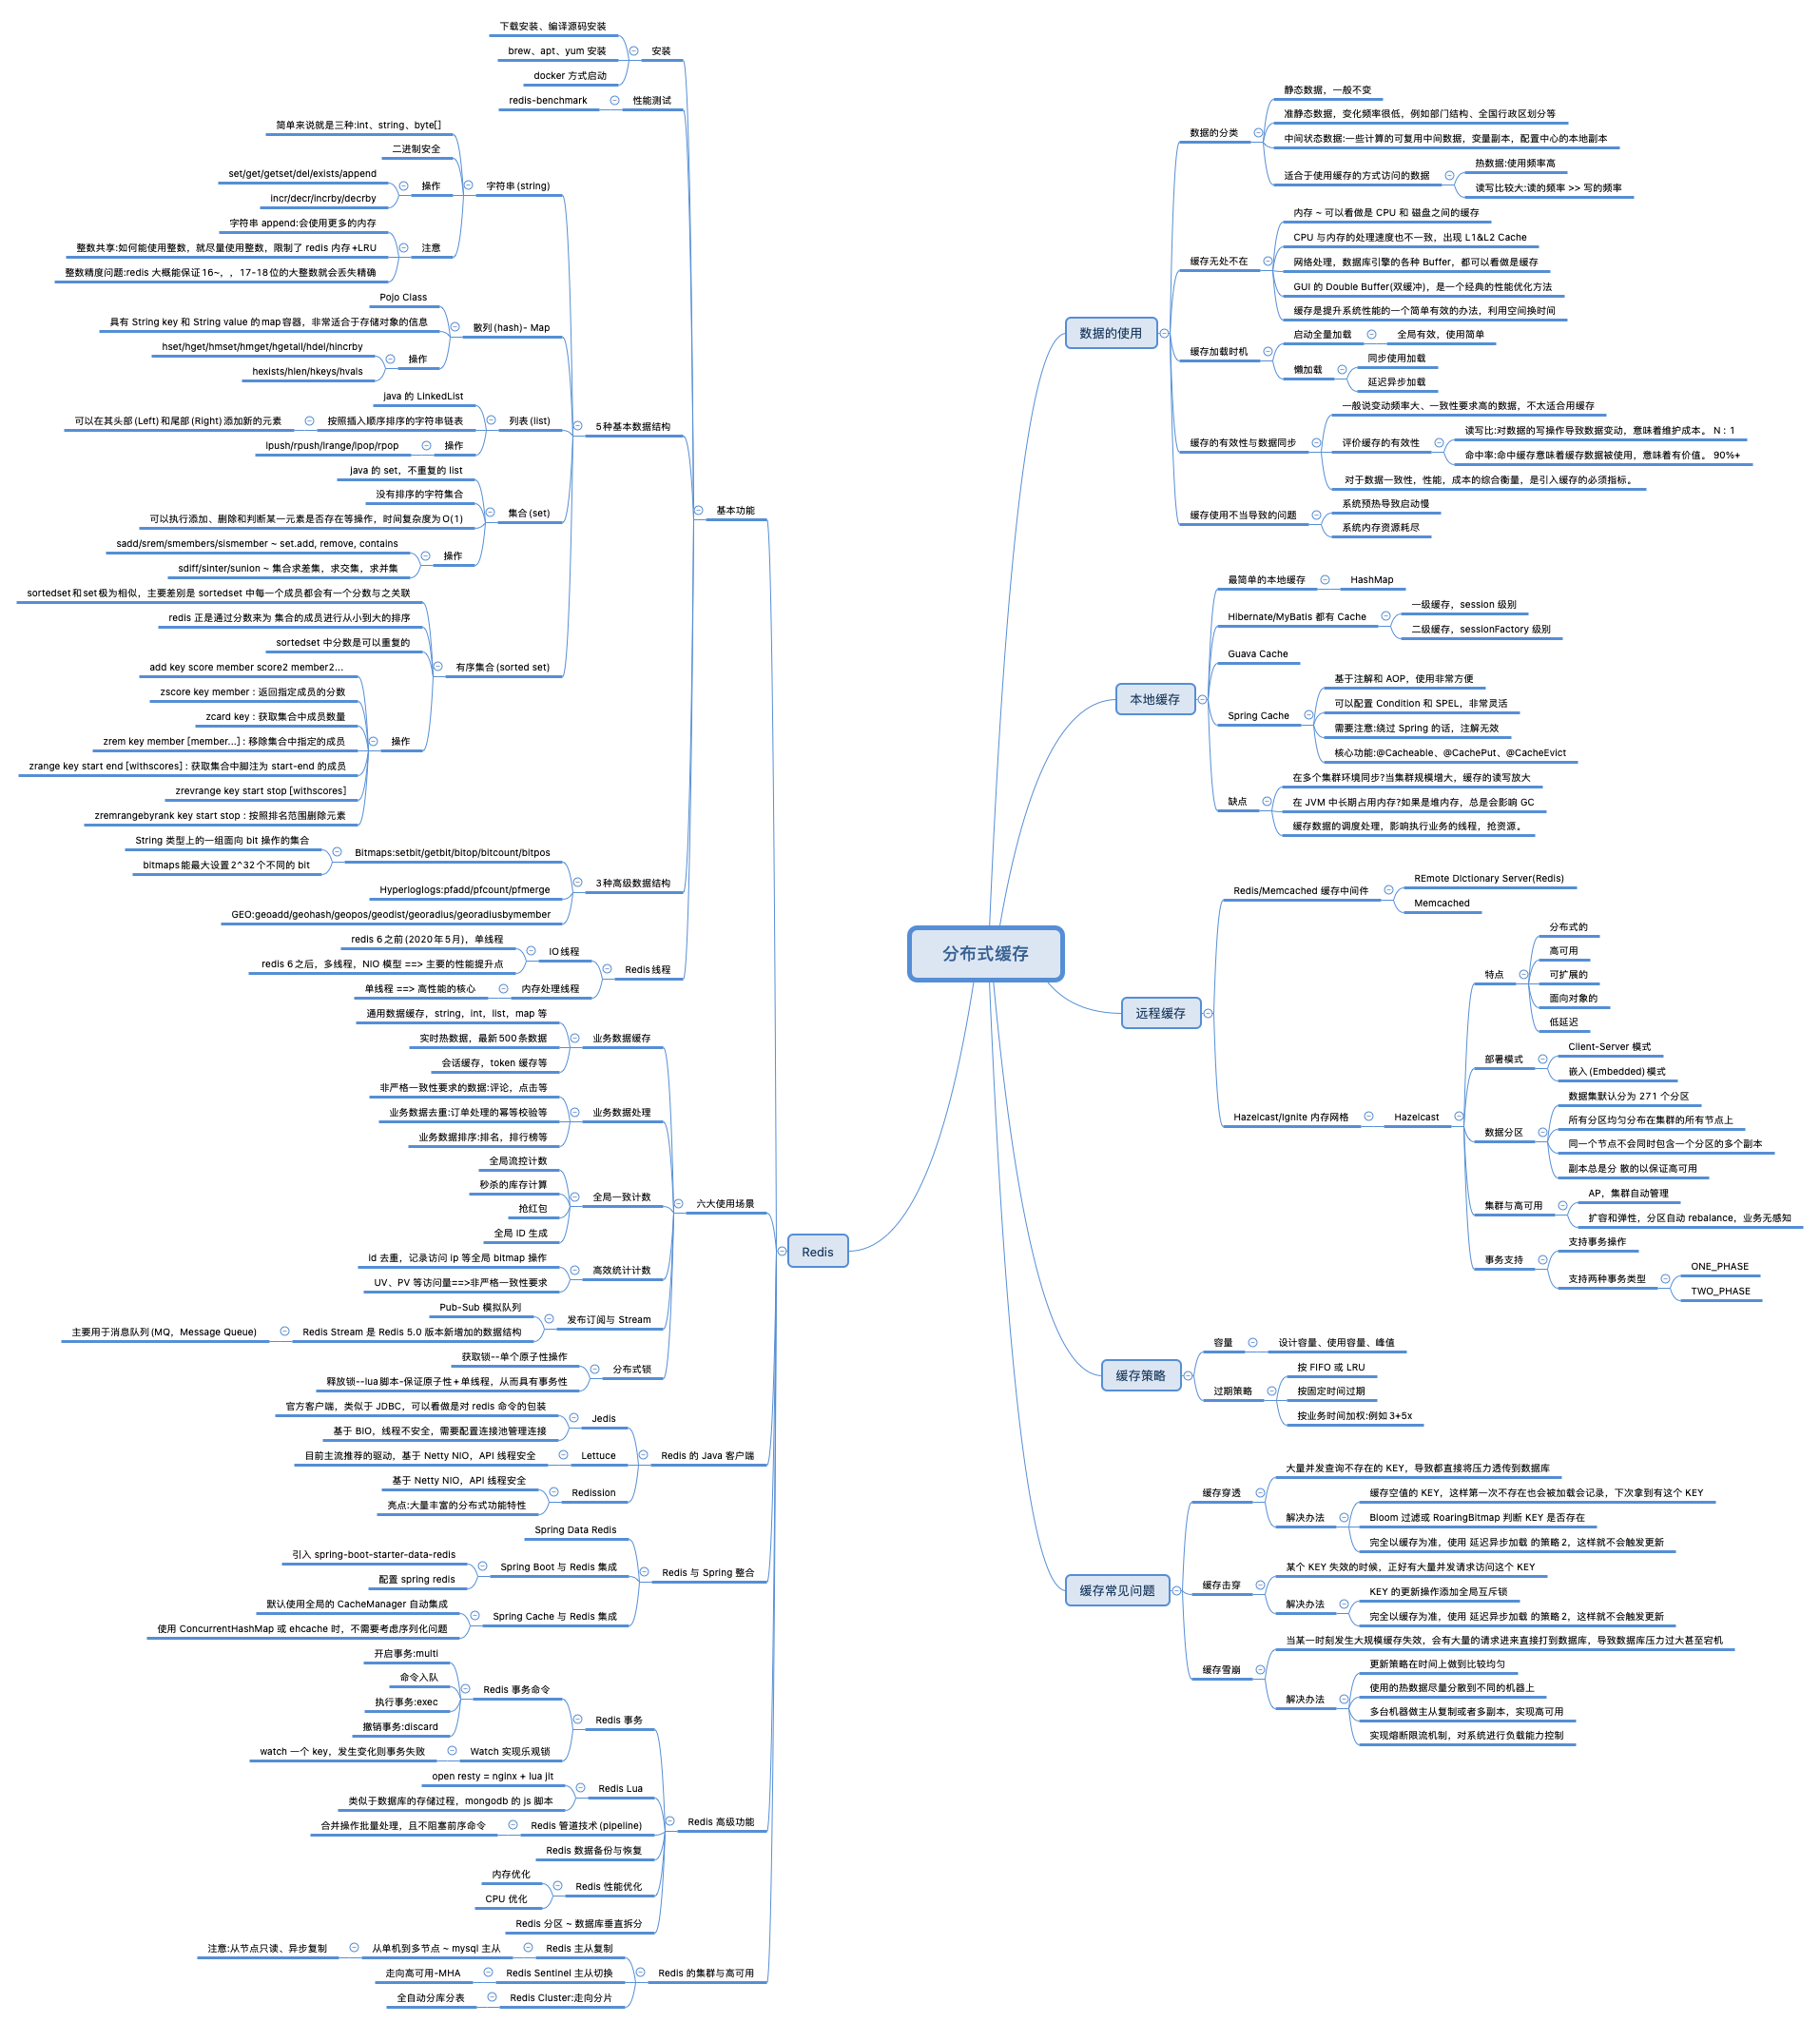 分布式缓存
数据的使用
数据的分类
静态数据，一般不变
准静态数据，变化频率很低，例如部门结构、全国行政区划分等
中间状态数据:一些计算的可复用中间数据，变量副本，配置中心的本地副本
适合于使用缓存的方式访问的数据
热数据:使用频率高
读写比较大:读的频率 >> 写的频率
缓存无处不在
内存 ~ 可以看做是 CPU 和 磁盘之间的缓存
CPU 与内存的处理速度也不一致，出现 L1&L2 Cache
网络处理，数据库引擎的各种 Buffer，都可以看做是缓存
GUI 的 Double Buffer(双缓冲)，是一个经典的性能优化方法
缓存是提升系统性能的一个简单有效的办法，利用空间换时间
缓存加载时机
启动全量加载
全局有效，使用简单
懒加载
同步使用加载
延迟异步加载
缓存的有效性与数据同步
一般说变动频率大、一致性要求高的数据，不太适合用缓存
评价缓存的有效性
读写比:对数据的写操作导致数据变动，意味着维护成本。 N : 1
命中率:命中缓存意味着缓存数据被使用，意味着有价值。 90%+
对于数据一致性，性能，成本的综合衡量，是引入缓存的必须指标。
缓存使用不当导致的问题
系统预热导致启动慢
系统内存资源耗尽
本地缓存
最简单的本地缓存
HashMap
Hibernate/MyBatis 都有 Cache
一级缓存，session 级别
二级缓存，sessionFactory 级别
Guava Cache
Spring Cache
基于注解和 AOP，使用非常方便
可以配置 Condition 和 SPEL，非常灵活
需要注意:绕过 Spring 的话，注解无效
核心功能:@Cacheable、@CachePut、@CacheEvict
缺点
在多个集群环境同步?当集群规模增大，缓存的读写放大
在 JVM 中长期占用内存?如果是堆内存，总是会影响 GC
缓存数据的调度处理，影响执行业务的线程，抢资源。
远程缓存
Redis/Memcached 缓存中间件
REmote DIctionary Server(Redis)
Memcached
Hazelcast/Ignite 内存网格
Hazelcast
特点
分布式的
高可用
可扩展的
面向对象的
低延迟
部署模式
Client-Server 模式
嵌入(Embedded)模式
数据分区
数据集默认分为 271 个分区
所有分区均匀分布在集群的所有节点上
同一个节点不会同时包含一个分区的多个副本
副本总是分 散的以保证高可用
集群与高可用
AP，集群自动管理
扩容和弹性，分区自动 rebalance，业务无感知
事务支持
支持事务操作
支持两种事务类型
ONE_PHASE
TWO_PHASE
缓存策略
容量
设计容量、使用容量、峰值
过期策略
按 FIFO 或 LRU
按固定时间过期
按业务时间加权:例如3+5x
缓存常见问题
缓存穿透
大量并发查询不存在的 KEY，导致都直接将压力透传到数据库
解决办法
缓存空值的 KEY，这样第一次不存在也会被加载会记录，下次拿到有这个 KEY
Bloom 过滤或 RoaringBitmap 判断 KEY 是否存在
完全以缓存为准，使用 延迟异步加载 的策略2，这样就不会触发更新
缓存击穿
某个 KEY 失效的时候，正好有大量并发请求访问这个 KEY
解决办法
KEY 的更新操作添加全局互斥锁
完全以缓存为准，使用 延迟异步加载 的策略2，这样就不会触发更新
缓存雪崩
当某一时刻发生大规模缓存失效，会有大量的请求进来直接打到数据库，导致数据库压力过大甚至宕机
解决办法
更新策略在时间上做到比较均匀
使用的热数据尽量分散到不同的机器上
多台机器做主从复制或者多副本，实现高可用
实现熔断限流机制，对系统进行负载能力控制
Redis
基本功能
安装
下载安装、编译源码安装
brew、apt、yum 安装
docker 方式启动
性能测试
redis-benchmark
5种基本数据结构
字符串(string)
简单来说就是三种:int、string、byte[]
二进制安全
操作
set/get/getset/del/exists/append
incr/decr/incrby/decrby
注意
字符串 append:会使用更多的内存
整数共享:如何能使用整数，就尽量使用整数，限制了 redis 内存+LRU
整数精度问题:redis 大概能保证16~，，17-18位的大整数就会丢失精确
散列(hash)- Map
Pojo Class
具有 String key 和 String value 的map容器，非常适合于存储对象的信息
操作
hset/hget/hmset/hmget/hgetall/hdel/hincrby
hexists/hlen/hkeys/hvals
列表(list)
java 的 LinkedList
按照插入顺序排序的字符串链表
可以在其头部(Left)和尾部(Right)添加新的元素
操作
lpush/rpush/lrange/lpop/rpop
集合(set)
java 的 set，不重复的 list
没有排序的字符集合
可以执行添加、删除和判断某一元素是否存在等操作，时间复杂度为O(1)
操作
sadd/srem/smembers/sismember ~ set.add, remove, contains
sdiff/sinter/sunion ~ 集合求差集，求交集，求并集
有序集合(sorted set)
sortedset和set极为相似，主要差别是 sortedset 中每一个成员都会有一个分数与之关联
redis 正是通过分数来为 集合的成员进行从小到大的排序
sortedset 中分数是可以重复的
操作
add key score member score2 member2...
zscore key member : 返回指定成员的分数
zcard key : 获取集合中成员数量
zrem key member [member...] : 移除集合中指定的成员
zrange key start end [withscores] : 获取集合中脚注为 start-end 的成员
zrevrange key start stop [withscores]
zremrangebyrank key start stop : 按照排名范围删除元素
3种高级数据结构
Bitmaps:setbit/getbit/bitop/bitcount/bitpos
String 类型上的一组面向 bit 操作的集合
bitmaps能最大设置2^32个不同的 bit
Hyperloglogs:pfadd/pfcount/pfmerge
GEO:geoadd/geohash/geopos/geodist/georadius/georadiusbymember
Redis线程
IO线程
redis 6之前(2020年5月)，单线程
redis 6之后，多线程，NIO 模型 ==> 主要的性能提升点
内存处理线程
单线程 ==> 高性能的核心
六大使用场景
业务数据缓存
通用数据缓存，string，int，list，map 等
实时热数据，最新500条数据
会话缓存，token 缓存等
业务数据处理
非严格一致性要求的数据:评论，点击等
业务数据去重:订单处理的幂等校验等
业务数据排序:排名，排行榜等
全局一致计数
全局流控计数
秒杀的库存计算
抢红包
全局 ID 生成
高效统计计数
id 去重，记录访问 ip 等全局 bitmap 操作
UV、PV 等访问量==>非严格一致性要求
发布订阅与 Stream
Pub-Sub 模拟队列
Redis Stream 是 Redis 5.0 版本新增加的数据结构
主要用于消息队列(MQ，Message Queue)
分布式锁
获取锁--单个原子性操作
释放锁--lua脚本-保证原子性+单线程，从而具有事务性
Redis 的 Java 客户端
Jedis
官方客户端，类似于 JDBC，可以看做是对 redis 命令的包装
基于 BIO，线程不安全，需要配置连接池管理连接
Lettuce
目前主流推荐的驱动，基于 Netty NIO，API 线程安全
Redission
基于 Netty NIO，API 线程安全
亮点:大量丰富的分布式功能特性
Redis 与 Spring 整合
Spring Data Redis
Spring Boot 与 Redis 集成
引入 spring-boot-starter-data-redis
配置 spring redis
Spring Cache 与 Redis 集成
默认使用全局的 CacheManager 自动集成
使用 ConcurrentHashMap 或 ehcache 时，不需要考虑序列化问题
Redis 高级功能
Redis 事务
Redis 事务命令
开启事务:multi
命令入队
执行事务:exec
撤销事务:discard
Watch 实现乐观锁
watch 一个 key，发生变化则事务失败
Redis Lua
open resty = nginx + lua jit
类似于数据库的存储过程，mongodb 的 js 脚本
Redis 管道技术(pipeline)
合并操作批量处理，且不阻塞前序命令
Redis 数据备份与恢复
Redis 性能优化
内存优化
CPU 优化
Redis 分区 ~ 数据库垂直拆分
Redis 的集群与高可用
Redis 主从复制
从单机到多节点 ~ mysql 主从
注意:从节点只读、异步复制
Redis Sentinel 主从切换
走向高可用-MHA
Redis Cluster:走向分片
全自动分库分表